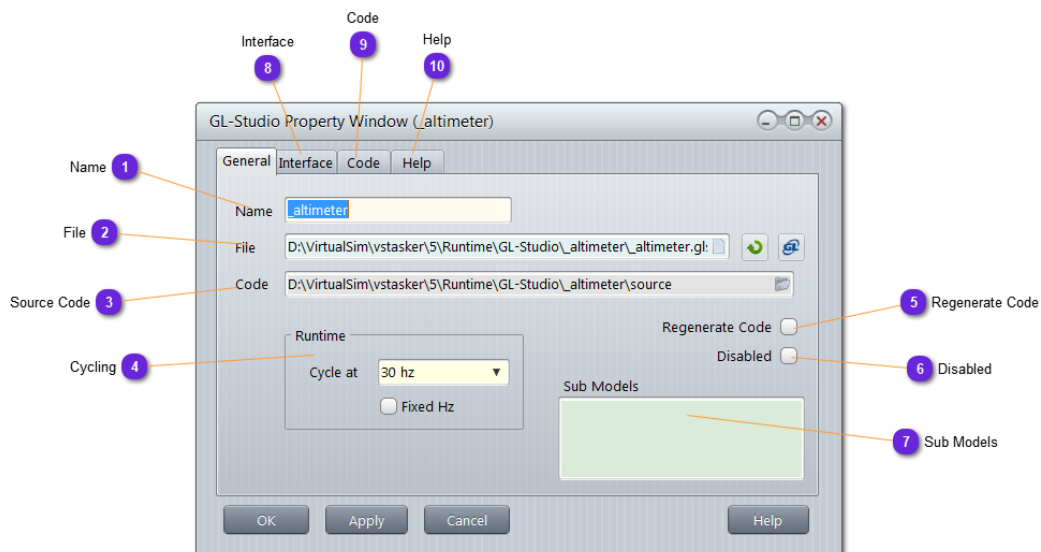 Code
9
Interface
8
Help
10
GL-Studio Property Window (_altimeter)
General Interface Code Help
Name 1
Name _altimeter
File 2
File D:\VirtualSim\vstasker\5\Runtime\GL-Studio\_altimeter\_altimeter.gls
GL
Code D:\VirtualSim\vstasker\5\Runtime\GL-Studio\_altimeter\source
Source Code 3
5 Regenerate Code
Regenerate Code
Runtime
Disabled
Cycling 4
Cycle at 30 hz
6 Disabled
Sub Models
Fixed Hz
7 Sub Models
OK Apply Cancel Help